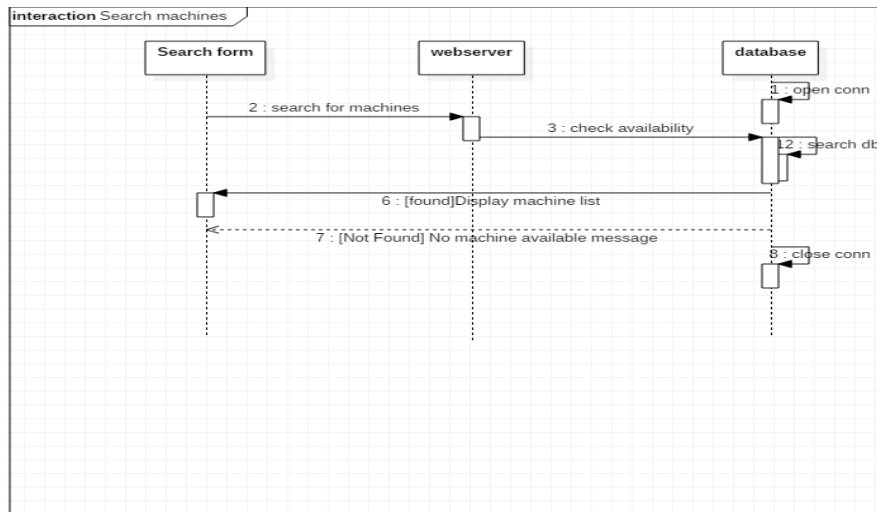 interaction Search machines
Search form
webserver
database
1 : open conn
2 : search for machines
3 : check availability
12 : search db
6 : [found]Display machine list
7 : [Not Found] No machine available message
8 : close conn